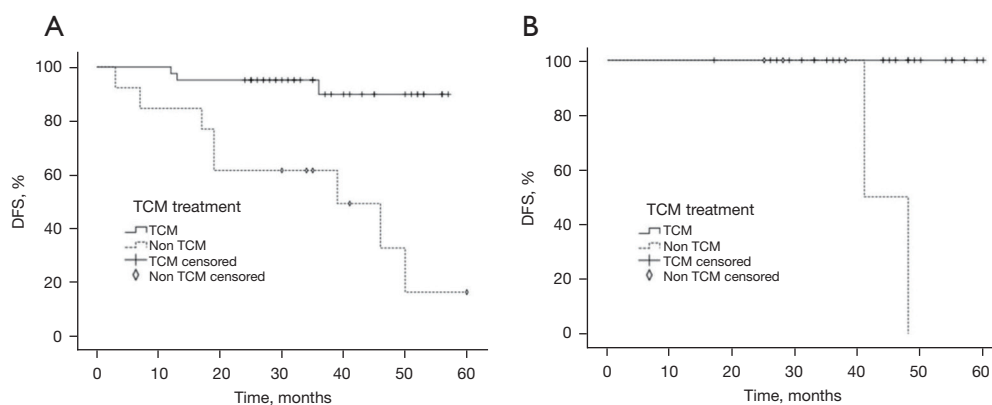 A
100
80
60
40
20
0
DFS, %
TCM treatment
TCM
Non TCM
TCM censored
Non TCM censored
0 10 20 30 40 50 60
Time, months
B
100
80
60
40
20
0
DFS, %
TCM treatment
TCM
Non TCM
TCM censored
Non TCM censored
0 10 20 30 40 50 60
Time, months